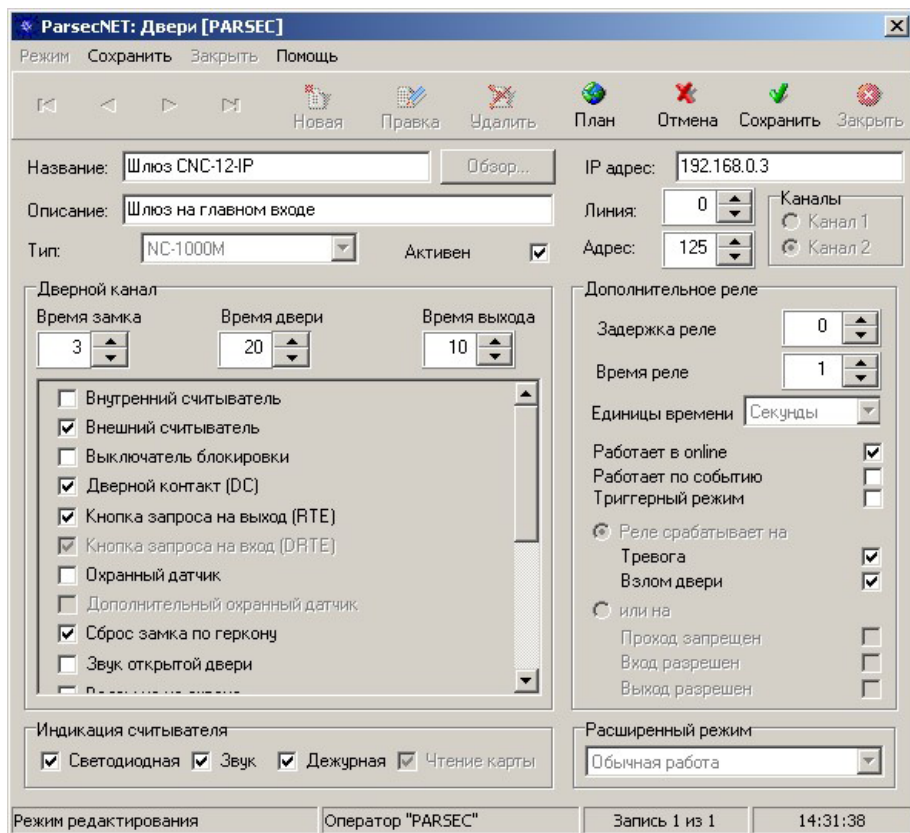 ParsecNET: Двери [PARSEC]
Режим Сохранить Закрыть Помощь
Новая Правка Удалить План Отмена Сохранить Закрыть
Название: Шлюз CNC-12-IP Обзор... IP адрес: 192.168.0.3
Описание: Шлюз на главном входе Линия: 0 Каналы
Канал 1
Тип: NC-1000M Активен Адрес: 125 Канал 2
Дверной канал
Время замка Время двери Время выхода
3 20 10
Внутренний считыватель
Внешний считыватель
Выключатель блокировки
Дверной контакт (DC)
Кнопка запроса на выход (RTE)
Кнопка запроса на вход (DRTE)
Охранный датчик
Дополнительный охранный датчик
Сброс замка по геркону
Звук открытой двери
Дополнительное реле
Задержка реле 0
Время реле 1
Единицы времени Секунды
Работает в online
Работает по событию
Триггерный режим
Реле срабатывает на
Тревога
Взлом двери
или на
Проход запрещен
Вход разрешен
Выход разрешен
Индикация считывателя
Светодиодная Звук Дежурная Чтение карты
Расширенный режим
Обычная работа
Режим редактирования Оператор "PARSEC" Запись 1 из 1 14:31:38